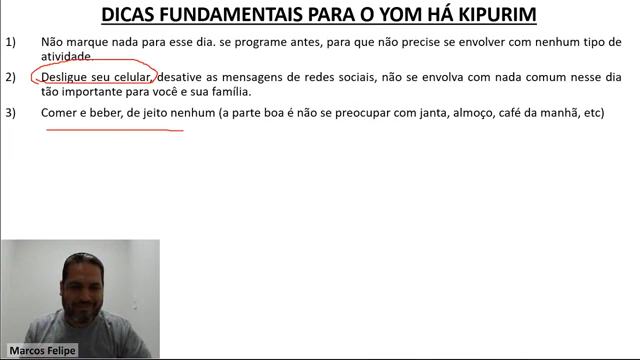 DICAS FUNDAMENTAIS PARA O YOM HÁ KIPURIM
1) Não marque nada para esse dia. se programe antes, para que não precise se envolver com nenhum tipo de
atividade.
2) Desligue seu celular, desative as mensagens de redes sociais, não se envolva com nada comum nesse dia
tão importante para você e sua família.
3) Comer e beber, de jeito nenhum (a parte boa é não se preocupar com janta, almoço, café da manhã, etc)
Marcos Felipe